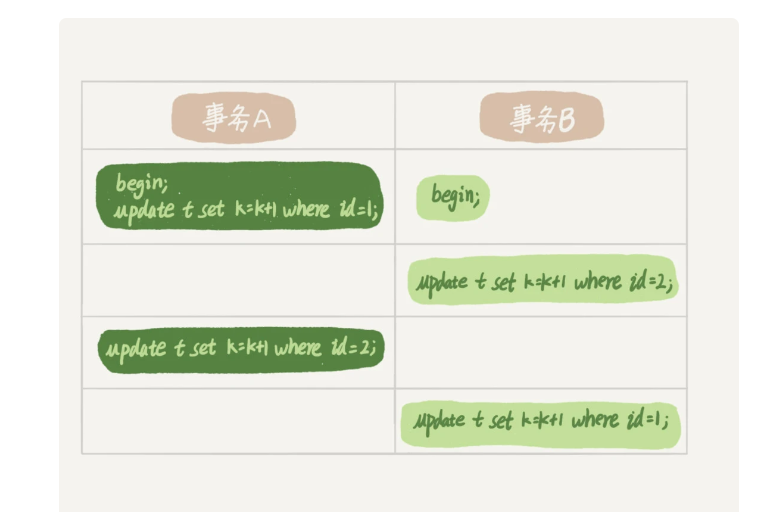 事务A
事务B
begin;
update t set k=k+1 where id=1;
begin;
update t set k=k+1 where id=2;
update t set k=k+1 where id=2;
update t set k=k+1 where id=1;